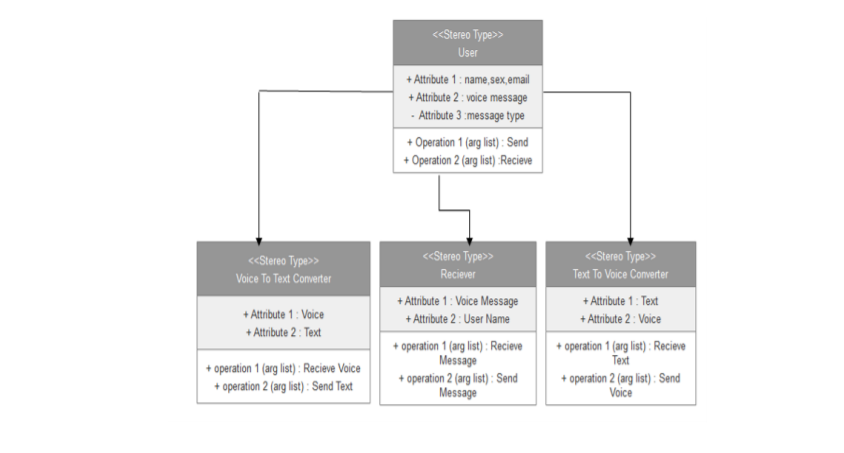 <<Stereo Type>>
User
+ Attribute 1 : name,sex,email
+ Attribute 2 : voice message
- Attribute 3 :message type
+ Operation 1 (arg list) : Send
+ Operation 2 (arg list) :Recieve
<<Stereo Type>>
Voice To Text Converter
+ Attribute 1 : Voice
+ Attribute 2 : Text
+ operation 1 (arg list) : Recieve Voice
+ operation 2 (arg list) : Send Text
<<Stereo Type>>
Reciever
+ Attribute 1 : Voice Message
+ Attribute 2 : User Name
+ operation 1 (arg list) : Recieve
Message
+ operation 2 (arg list) : Send
Message
<<Stereo Type>>
Text To Voice Converter
+ Attribute 1 : Text
+ Attribute 2 : Voice
+ operation 1 (arg list) : Recieve
Text
+ operation 2 (arg list) : Send
Voice